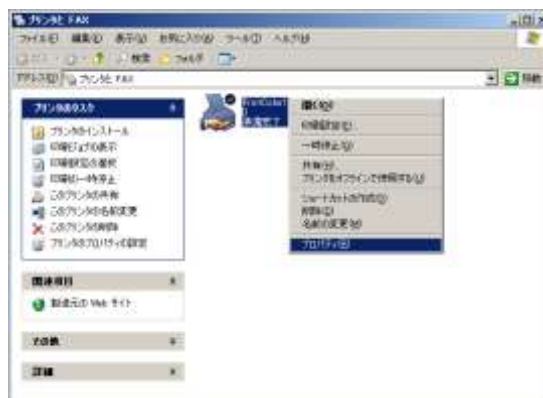 プリンタと FAX
ファイル(F) 編集(E) 表示(V) お気に入り(A) ツール(T) ヘルプ(H)
検索 フォルダ
アドレス(D) プリンタと FAX 移動
プリンタのタスク
プリンタのインストール
印刷ジョブの表示
印刷設定の選択
印刷の一時停止
このプリンタの共有
このプリンタの名前変更
このプリンタの削除
プリンタのプロパティの設定
関連項目
製造元の Web サイト
その他
詳細
準備完了
開く(O)
印刷設定(E)...
一時停止(G)
共有(H)...
プリンタをオフラインで使用する(U)
ショートカットの作成(S)
削除(D)
名前の変更(M)
プロパティ(R)